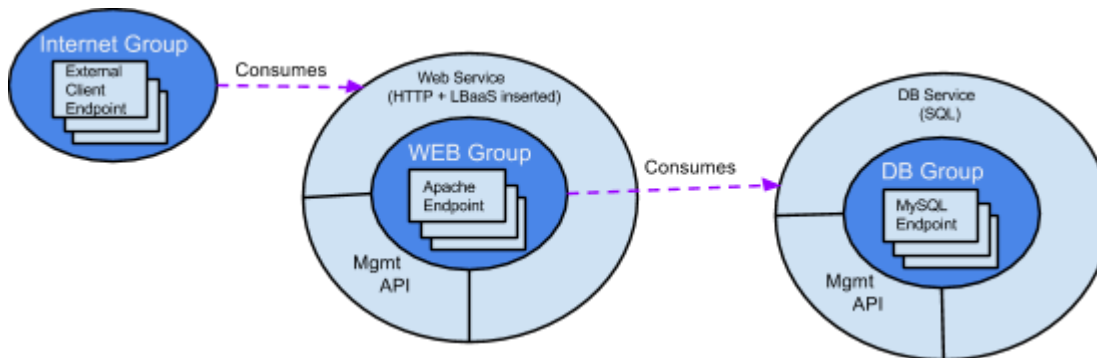 Internet Group
External
Client
Endpoint
Consumes
Web Service
(HTTP + LBaaS inserted)
WEB Group
Apache
Endpoint
Mgmt
API
Consumes
DB Service
(SQL)
DB Group
MySQL
Endpoint
Mgmt
API